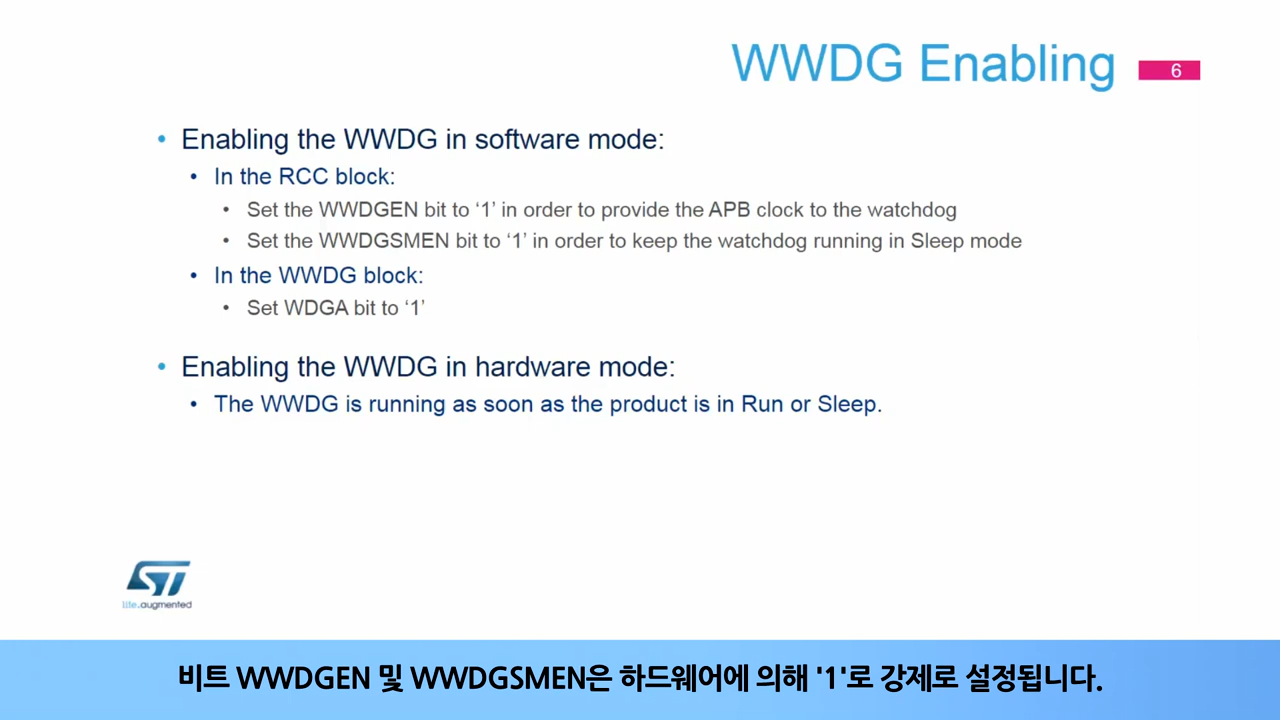 WWDG Enabling
6
• Enabling the WWDG in software mode:
• In the RCC block:
• Set the WWDGEN bit to ‘1’ in order to provide the APB clock to the watchdog
• Set the WWDGSMEN bit to ‘1’ in order to keep the watchdog running in Sleep mode
• In the WWDG block:
• Set WDGA bit to ‘1’
• Enabling the WWDG in hardware mode:
• The WWDG is running as soon as the product is in Run or Sleep.
ST
life.augmented
비트 WWDGEN 및 WWDGSMEN은 하드웨어에 의해 '1'로 강제로 설정됩니다.